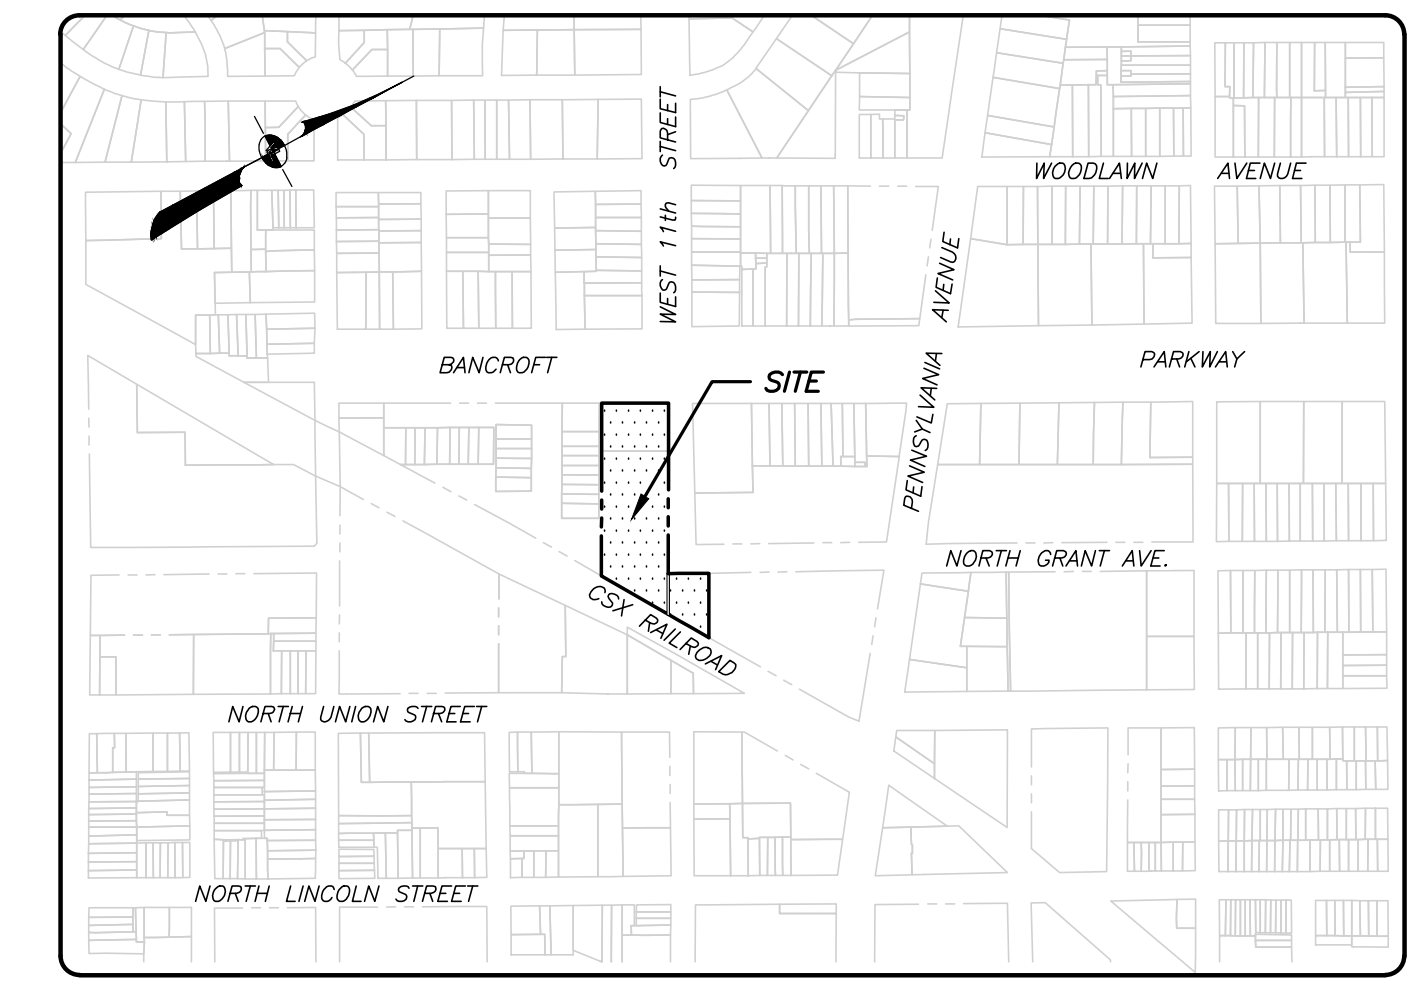 WOODLAWN AVENUE
WEST 11th STREET
PENNSYLVANIA AVENUE
BANCROFT PARKWAY
SITE
NORTH GRANT AVE.
CSX RAILROAD
NORTH UNION STREET
NORTH LINCOLN STREET